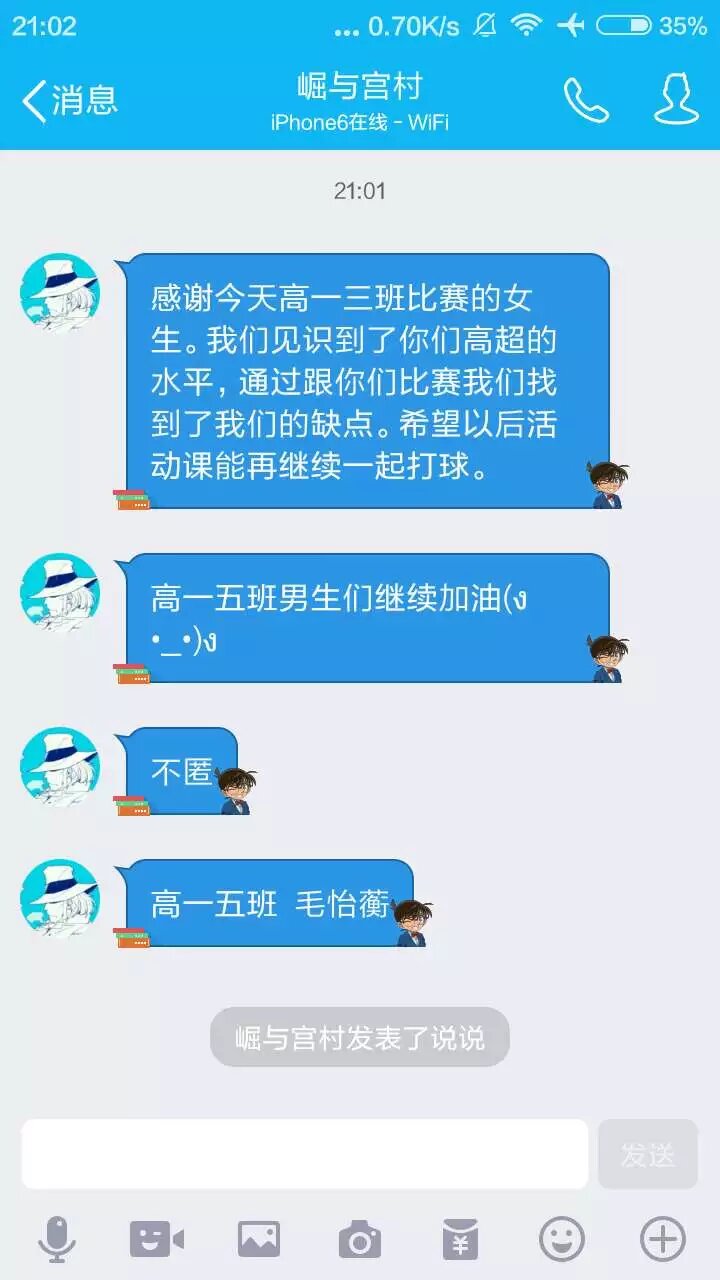 21:02
... 0.70K/s
35%
消息
崛与宫村
iPhone6在线 - WiFi
21:01
感谢今天高一三班比赛的女
生。我们见识到了你们高超的
水平，通过跟你们比赛我们找
到了我们的缺点。希望以后活
动课能再继续一起打球。
高一五班男生们继续加油(ง
•_•)ง
不匿
高一五班 毛怡蘅
崛与宫村发表了说说
发送